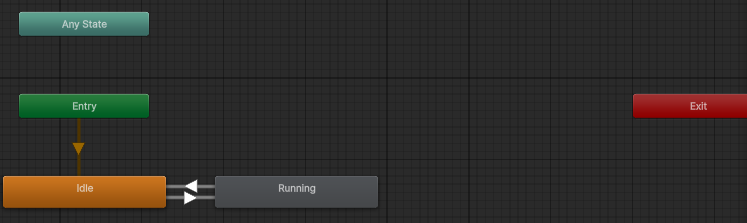 Any State
Entry
Exit
Idle
Running